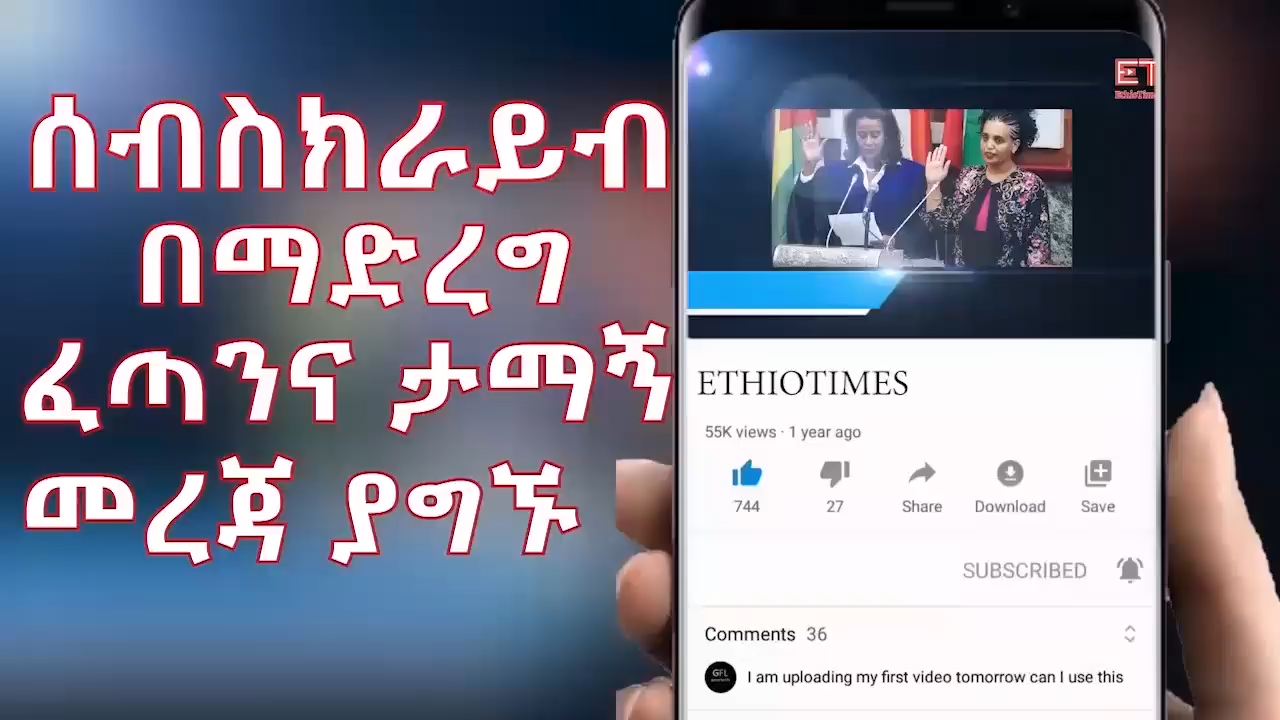 ሰብስክራይብ
በማድረግ
ፈጣንና ታማኝ
መረጃ ያግኙ
ET
ETHIOTIMES
55K views · 1 year ago
744
27
Share
Download
Save
SUBSCRIBED
Comments 36
GFL
I am uploading my first video tomorrow can I use this